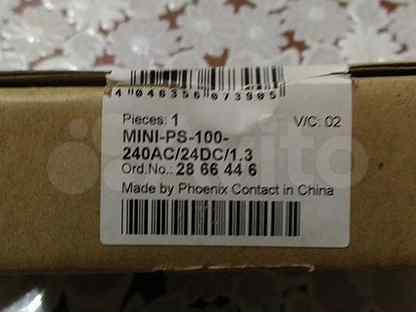 4 046356 073905
Pieces: 1
V/C: 02
MINI-PS-100-
240AC/24DC/1.3
Ord.No.: 28 66 44 6
Made by Phoenix Contact in China
Avito